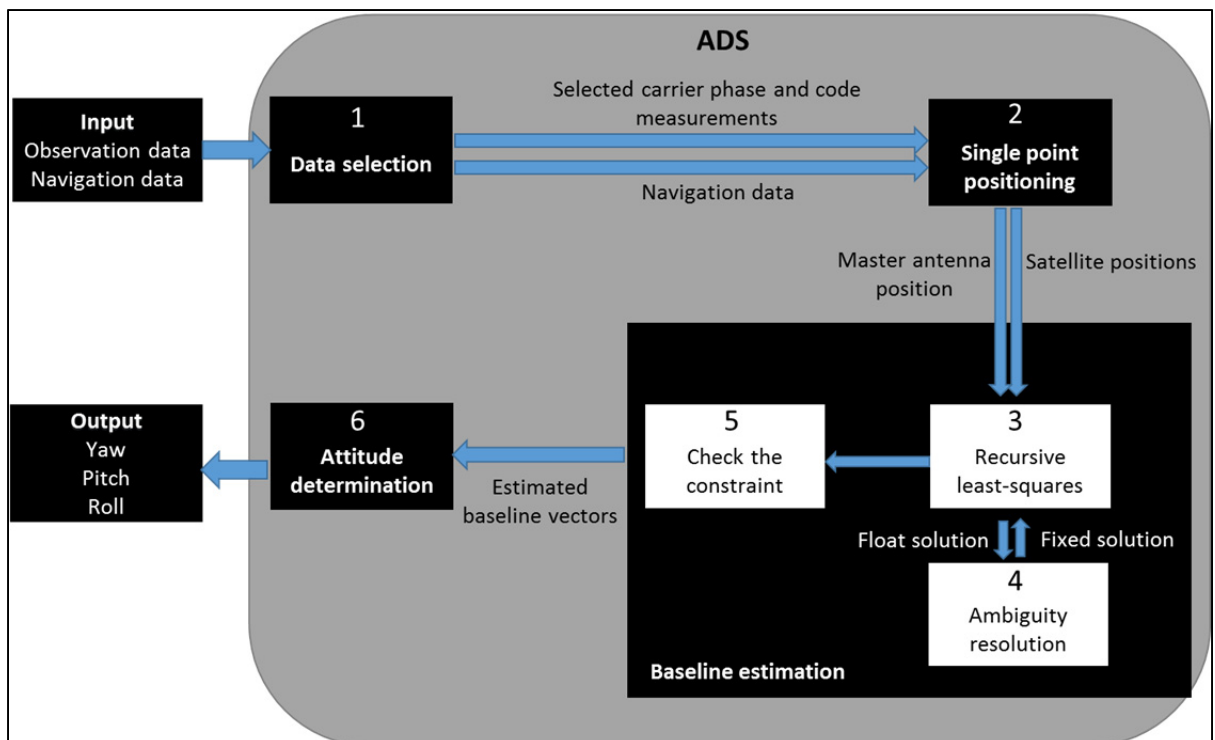 ADS
Input
Observation data
Navigation data
1
Data selection
Selected carrier phase and code
measurements
Navigation data
2
Single point
positioning
Master antenna
position
Satellite positions
3
Recursive
least-squares
Float solution
Fixed solution
4
Ambiguity
resolution
5
Check the
constraint
Baseline estimation
Estimated
baseline vectors
6
Attitude
determination
Output
Yaw
Pitch
Roll